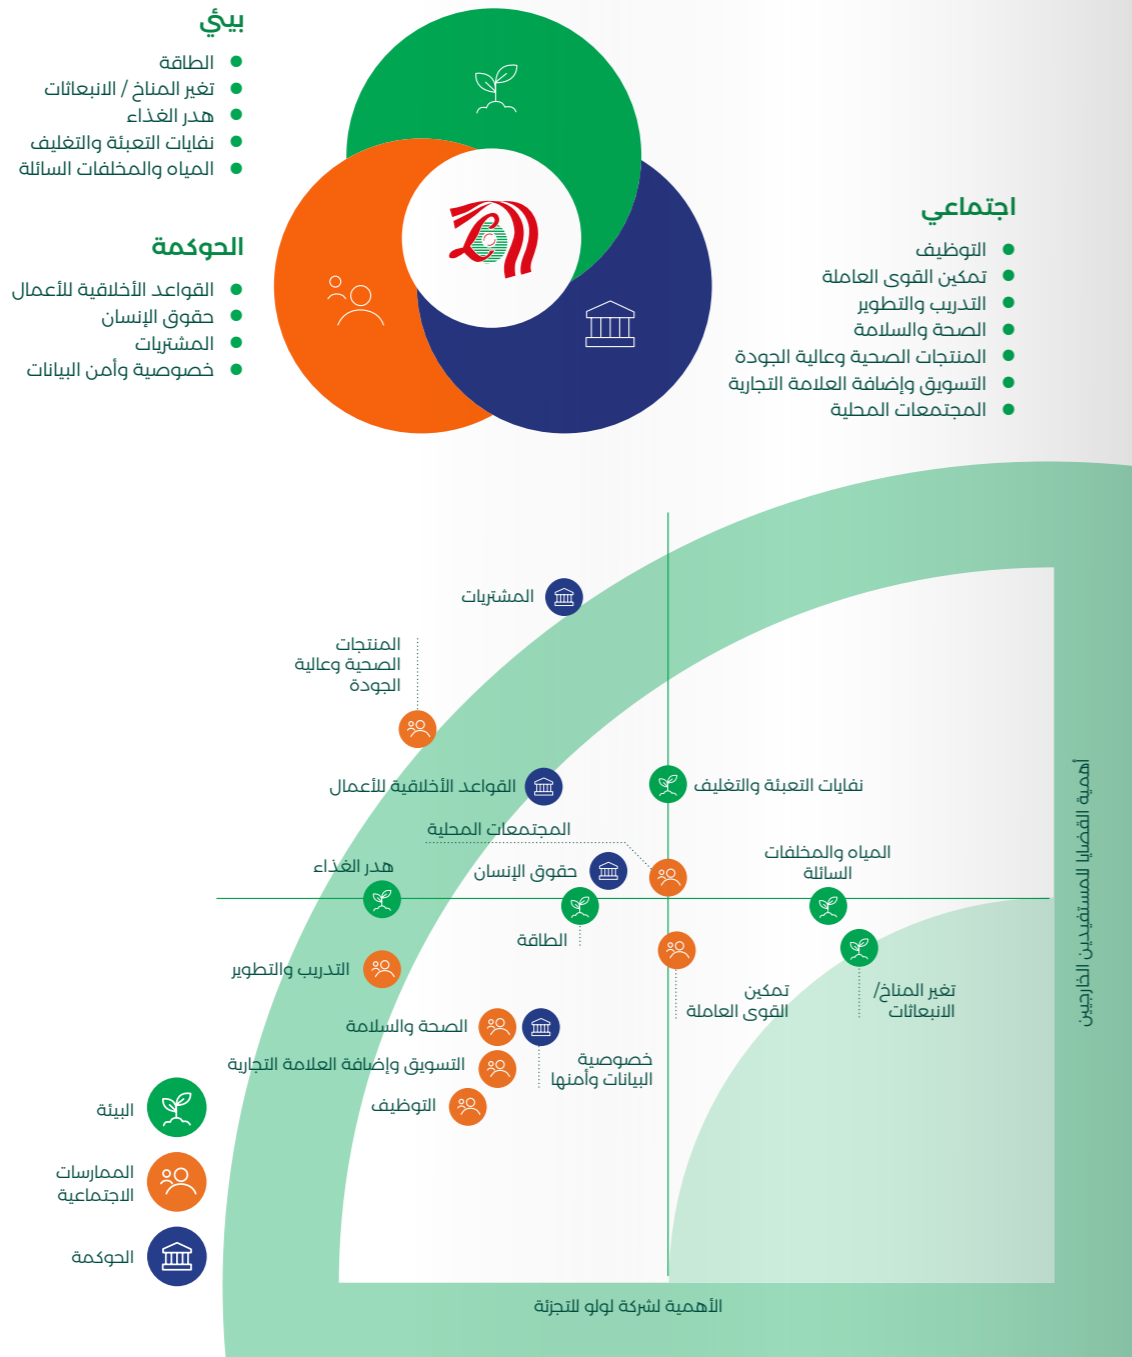 بيئي
الطاقة
تغير المناخ / الانبعاثات
هدر الغذاء
نفايات التعبئة والتغليف
المياه والمخلفات السائلة
الحوكمة
القواعد الأخلاقية للأعمال
حقوق الإنسان
المشتريات
خصوصية وأمن البيانات
اجتماعي
التوظيف
تمكين القوى العاملة
التدريب والتطوير
الصحة والسلامة
المنتجات الصحية وعالية الجودة
التسويق وإضافة العلامة التجارية
المجتمعات المحلية
المشتريات
المنتجات
الصحية وعالية
الجودة
القواعد الأخلاقية للأعمال
نفايات التعبئة والتغليف
المجتمعات المحلية
حقوق الإنسان
هدر الغذاء
المياه والمخلفات
السائلة
الطاقة
التدريب والتطوير
تمكين
القوى العاملة
تغير المناخ/
الانبعاثات
الصحة والسلامة
خصوصية
البيانات وأمنها
التسويق وإضافة العلامة التجارية
التوظيف
أهمية القضايا للمستفيدين الخارجيين
الأهمية لشركة لولو للتجزئة
البيئة
الممارسات
الاجتماعية
الحوكمة